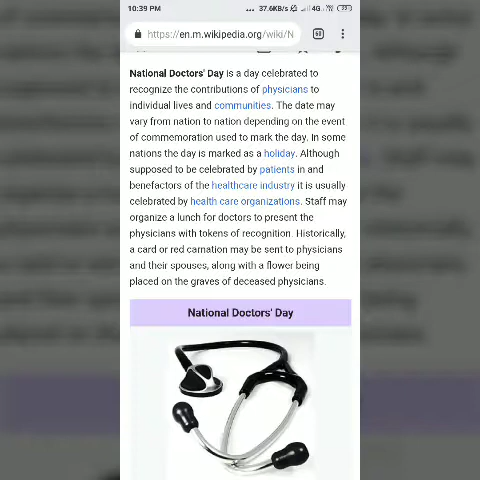 10:39 PM ... 37.6KB/s 4G 33
https://en.m.wikipedia.org/wiki/N
National Doctors' Day is a day celebrated to
recognize the contributions of physicians to
individual lives and communities. The date may
vary from nation to nation depending on the event
of commemoration used to mark the day. In some
nations the day is marked as a holiday. Although
supposed to be celebrated by patients in and
benefactors of the healthcare industry it is usually
celebrated by health care organizations. Staff may
organize a lunch for doctors to present the
physicians with tokens of recognition. Historically,
a card or red carnation may be sent to physicians
and their spouses, along with a flower being
placed on the graves of deceased physicians.
National Doctors' Day